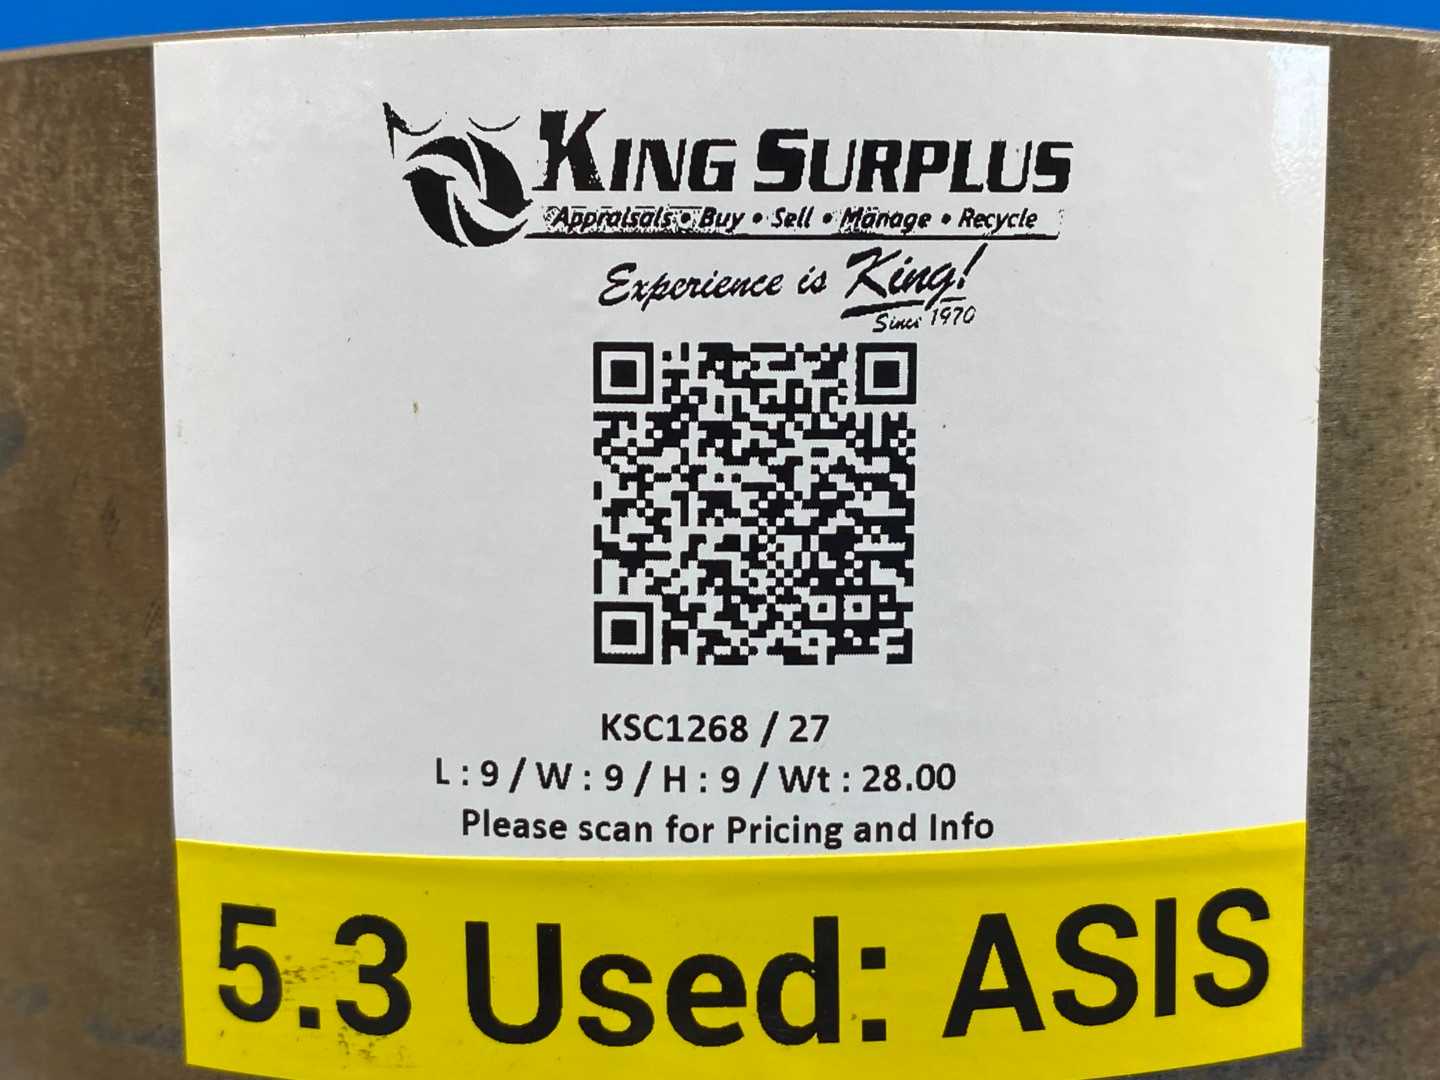 KING SURPLUS
Appraisals • Buy • Sell • Manage • Recycle
Experience is King!
Since 1970
KSC1268 / 27
L : 9 / W : 9 / H : 9 / Wt : 28.00
Please scan for Pricing and Info
5.3 Used: ASIS